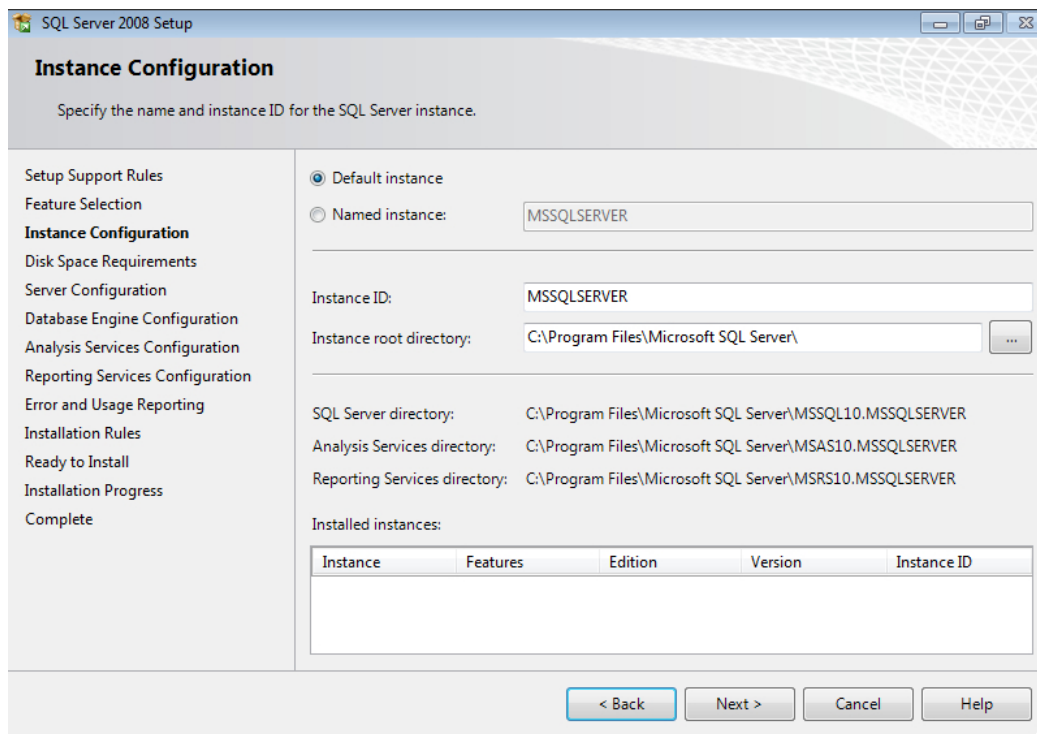 SQL Server 2008 Setup
Instance Configuration
Specify the name and instance ID for the SQL Server instance.
Setup Support Rules
Feature Selection
Instance Configuration
Disk Space Requirements
Server Configuration
Database Engine Configuration
Analysis Services Configuration
Reporting Services Configuration
Error and Usage Reporting
Installation Rules
Ready to Install
Installation Progress
Complete
Default instance
Named instance: MSSQLSERVER
Instance ID: MSSQLSERVER
Instance root directory: C:\Program Files\Microsoft SQL Server\ ...
SQL Server directory: C:\Program Files\Microsoft SQL Server\MSSQL10.MSSQLSERVER
Analysis Services directory: C:\Program Files\Microsoft SQL Server\MSAS10.MSSQLSERVER
Reporting Services directory: C:\Program Files\Microsoft SQL Server\MSRS10.MSSQLSERVER
Installed instances:
Instance Features Edition Version Instance ID
< Back Next > Cancel Help